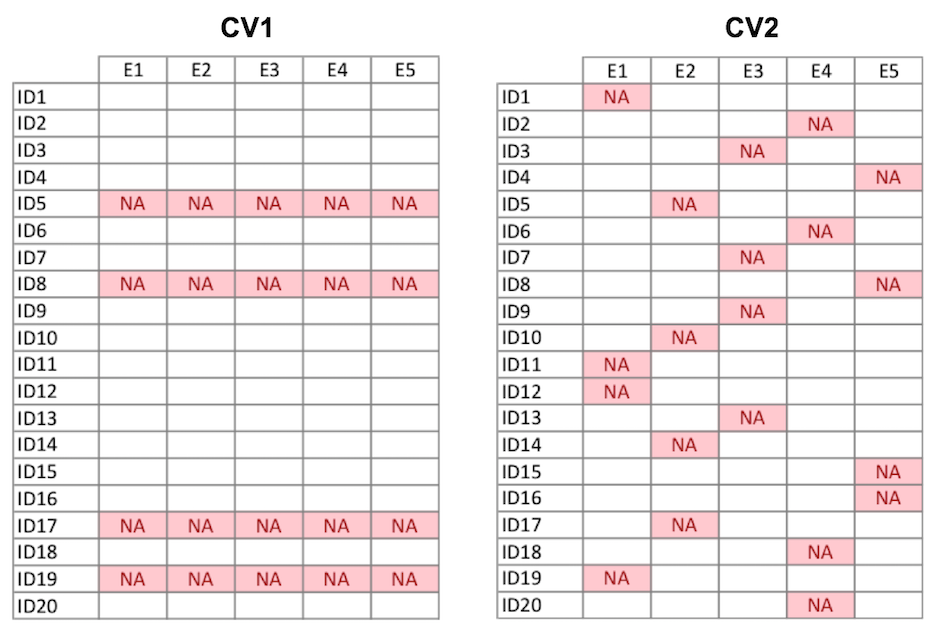 CV1
E1 E2 E3 E4 E5
ID1
ID2
ID3
ID4
ID5 NA NA NA NA NA
ID6
ID7
ID8 NA NA NA NA NA
ID9
ID10
ID11
ID12
ID13
ID14
ID15
ID16
ID17 NA NA NA NA NA
ID18
ID19 NA NA NA NA NA
ID20
CV2
E1 E2 E3 E4 E5
ID1 NA
ID2 NA
ID3 NA
ID4 NA
ID5 NA
ID6 NA
ID7 NA
ID8 NA
ID9 NA
ID10 NA
ID11 NA
ID12 NA
ID13 NA
ID14 NA
ID15 NA
ID16 NA
ID17 NA
ID18 NA
ID19 NA
ID20 NA